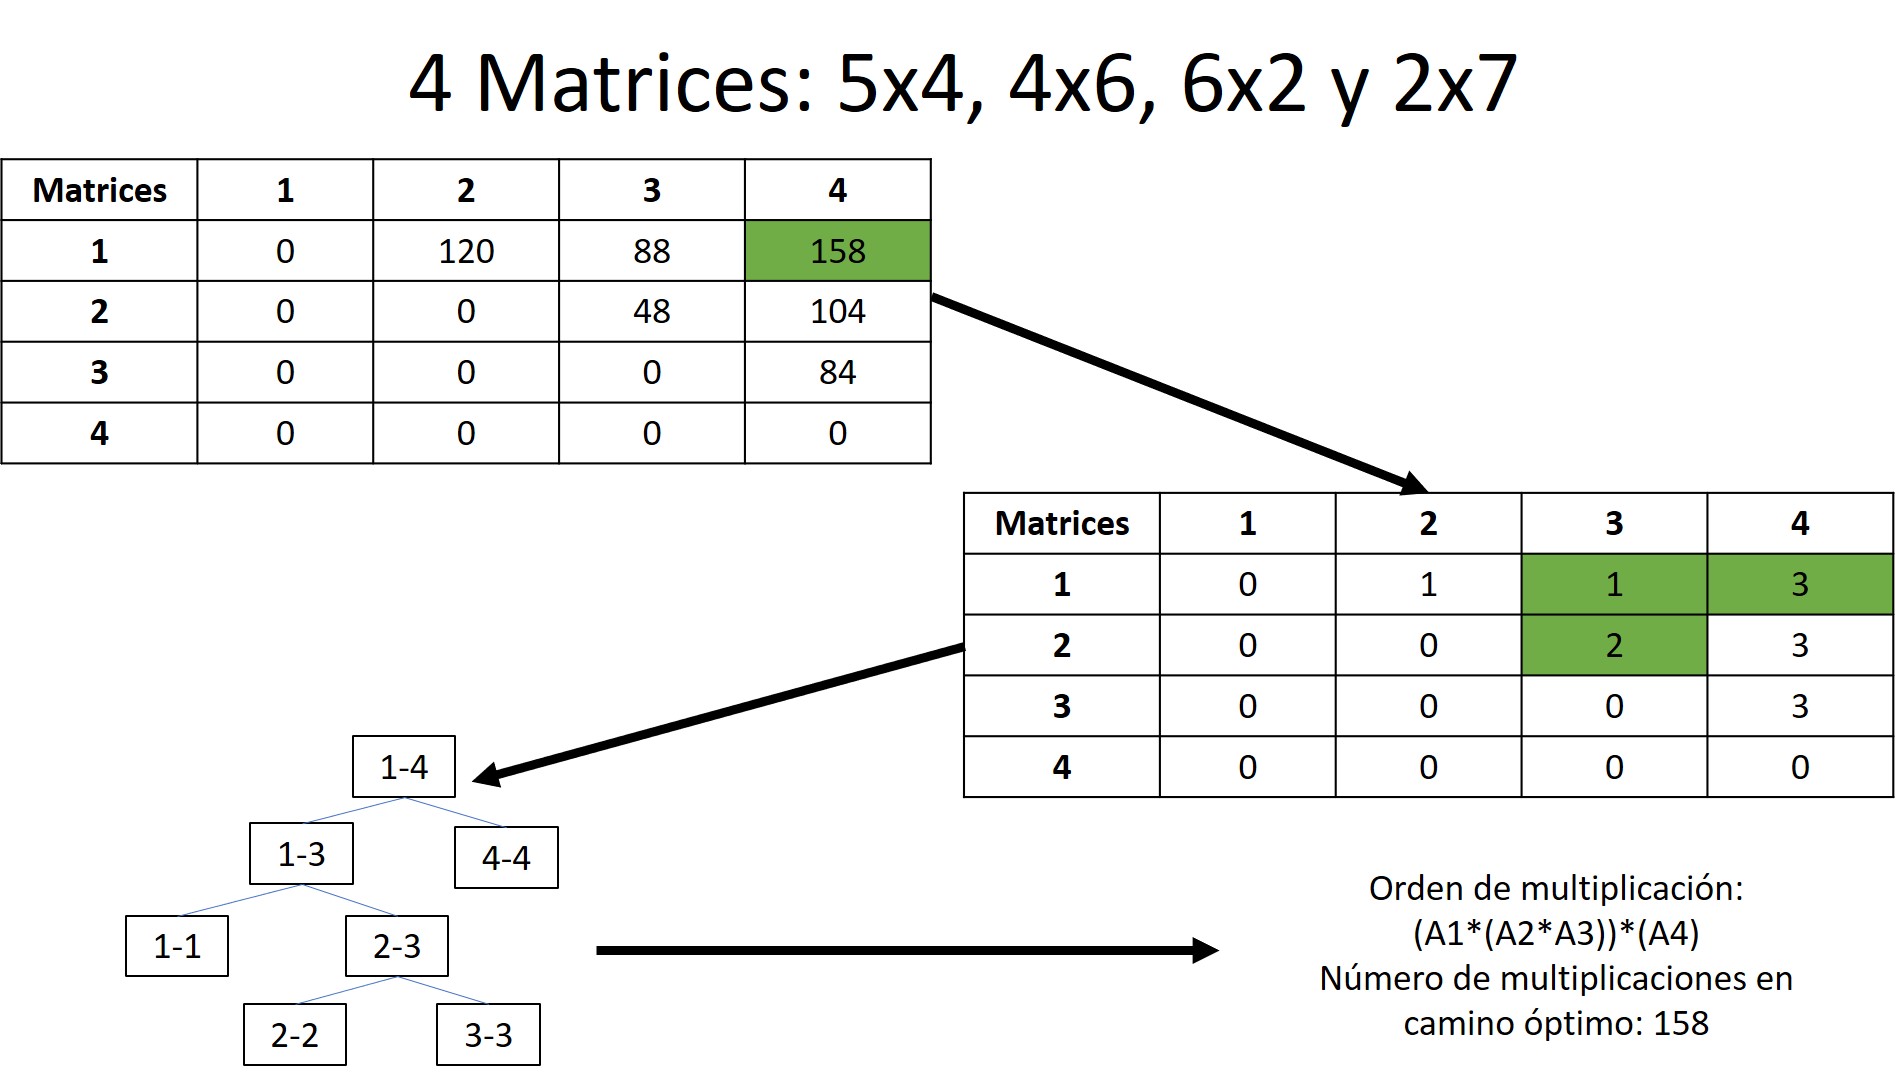 4 Matrices: 5x4, 4x6, 6x2 y 2x7
Matrices 1 2 3 4
1 0 120 88 158
2 0 0 48 104
3 0 0 0 84
4 0 0 0 0
Matrices 1 2 3 4
1 0 1 1 3
2 0 0 2 3
3 0 0 0 3
4 0 0 0 0
1-4
1-3 4-4
1-1 2-3
2-2 3-3
Orden de multiplicación:
(A1*(A2*A3))*(A4)
Número de multiplicaciones en
camino óptimo: 158